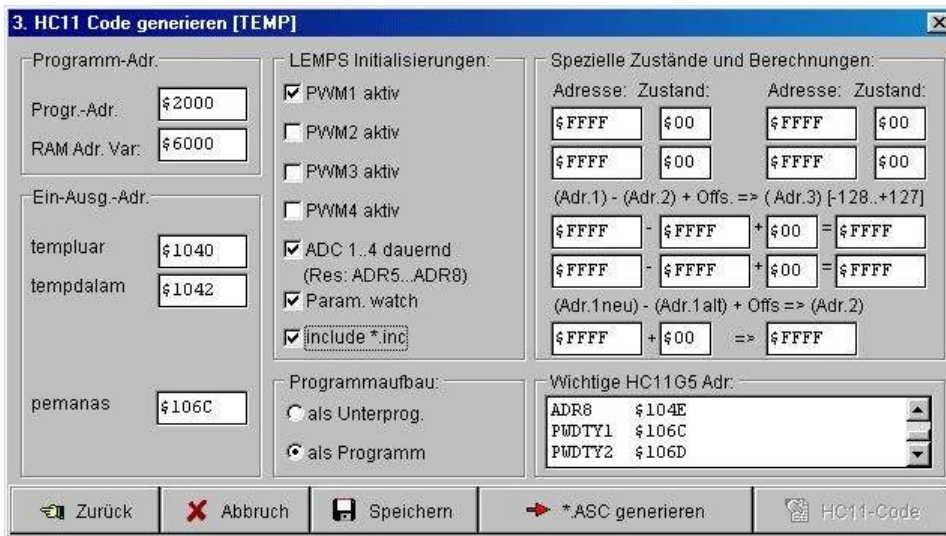 3. HC11 Code generieren [TEMP]
Programm-Adr.
Progr.-Adr. $2000
RAM Adr. Var: $6000
Ein-Ausg.-Adr.
templuar $1040
tempdalam $1042
pemanas $106C
LEMPS Initialisierungen:
PWM1 aktiv
PWM2 aktiv
PWM3 aktiv
PWM4 aktiv
ADC 1..4 dauernd
(Res: ADR5...ADR8)
Param. watch
include *.inc
Programmaufbau:
als Unterprog.
als Programm
Spezielle Zustände und Berechnungen:
Adresse: Zustand: Adresse: Zustand:
$FFFF $00 $FFFF $00
$FFFF $00 $FFFF $00
(Adr.1) - (Adr.2) + Offs. => ( Adr.3) [-128..+127]
$FFFF - $FFFF + $00 = $FFFF
$FFFF - $FFFF + $00 = $FFFF
(Adr.1neu) - (Adr.1alt) + Offs => (Adr.2)
$FFFF + $00 => $FFFF
Wichtige HC11G5 Adr:
ADR8 $104E
PWDTY1 $106C
PWDTY2 $106D
Zurück Abbruch Speichern *.ASC generieren HC11-Code